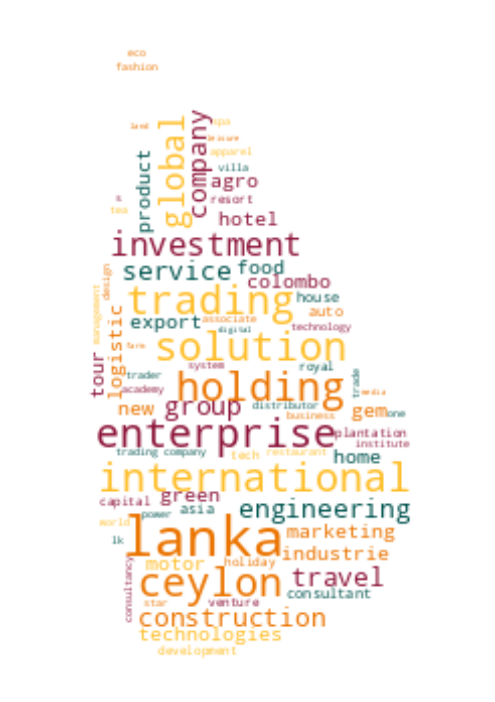 eco
fashion
land
global
company
spa
leisure
apparel
product
villa
agro
s
resort
tea
hotel
investment
service
food
design
colombo
management
trading
house
logistic
auto
export
associate
digital
technology
solution
farm
tour
system
royal
trader
holding
trade
academy
media
new
group
distributor
gem
one
business
enterprise
plantation
institute
trading company
tech
restaurant
home
international
capital
green
power
asia
engineering
world
lanka
marketing
lk
industrie
consultancy
motor
holiday
ceylon
travel
consultant
star
venture
construction
technologies
development